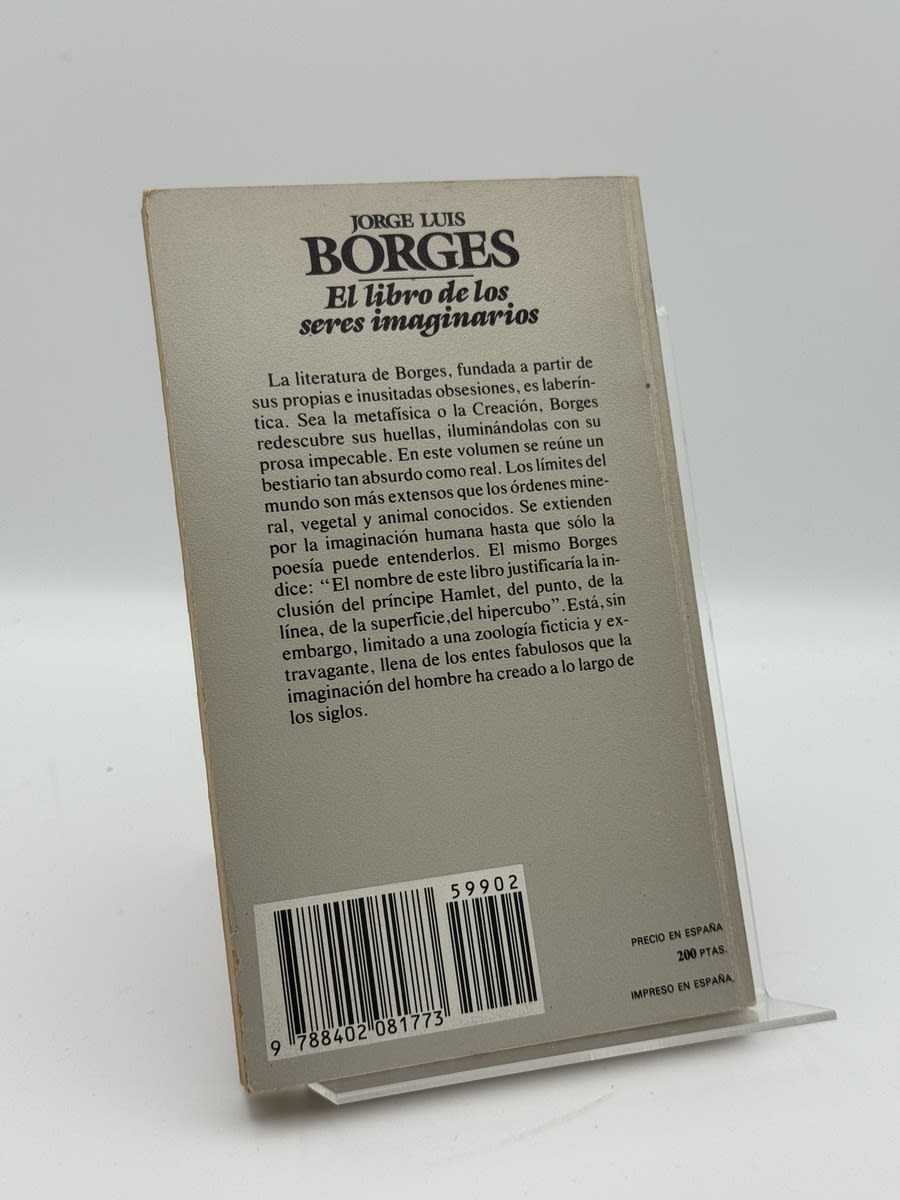 JORGE LUIS
BORGES
El libro de los
seres imaginarios
La literatura de Borges, fundada a partir de
sus propias e inusitadas obsesiones, es laberín-
tica. Sea la metafísica o la Creación, Borges
redescubre sus huellas, iluminándolas con su
prosa impecable. En este volumen se reúne un
bestiario tan absurdo como real. Los límites del
mundo son más extensos que los órdenes mine-
ral, vegetal y animal conocidos. Se extienden
por la imaginación humana hasta que sólo la
poesía puede entenderlos. El mismo Borges
dice: “El nombre de este libro justificaría la in-
clusión del príncipe Hamlet, del punto, de la
línea, de la superficie,del hipercubo”.Está, sin
embargo, limitado a una zoología ficticia y ex-
travagante, llena de los entes fabulosos que la
imaginación del hombre ha creado a lo largo de
los siglos.
59902
9 788402 081773
PRECIO EN ESPAÑA
200 PTAS.
IMPRESO EN ESPAÑA.